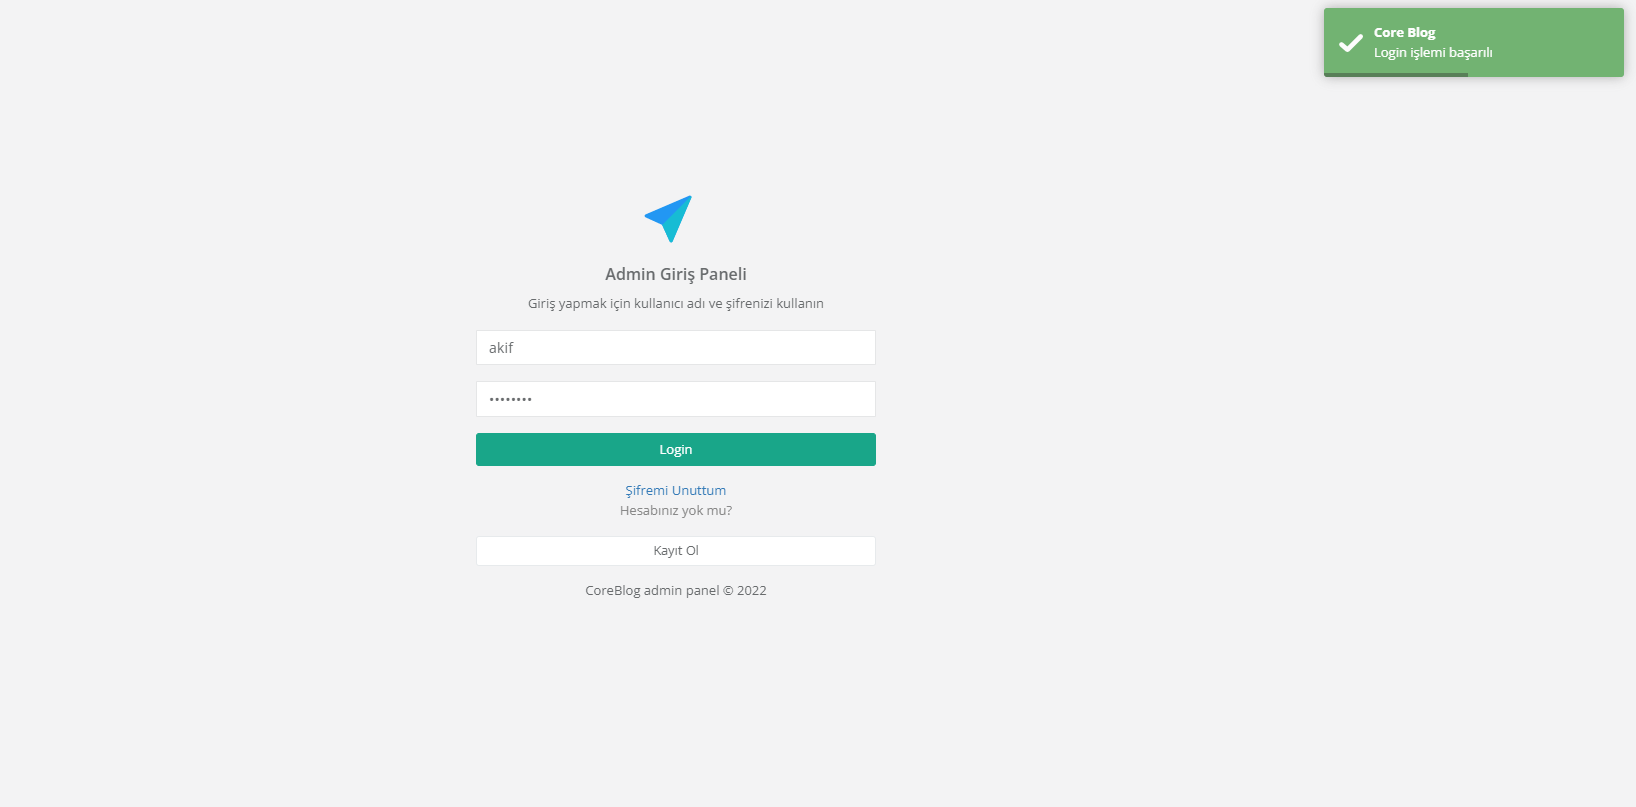 Core Blog
Login işlemi başarılı
Admin Giriş Paneli
Giriş yapmak için kullanıcı adı ve şifrenizi kullanın
akif
••••••••
Login
Şifremi Unuttum
Hesabınız yok mu?
Kayıt Ol
CoreBlog admin panel © 2022